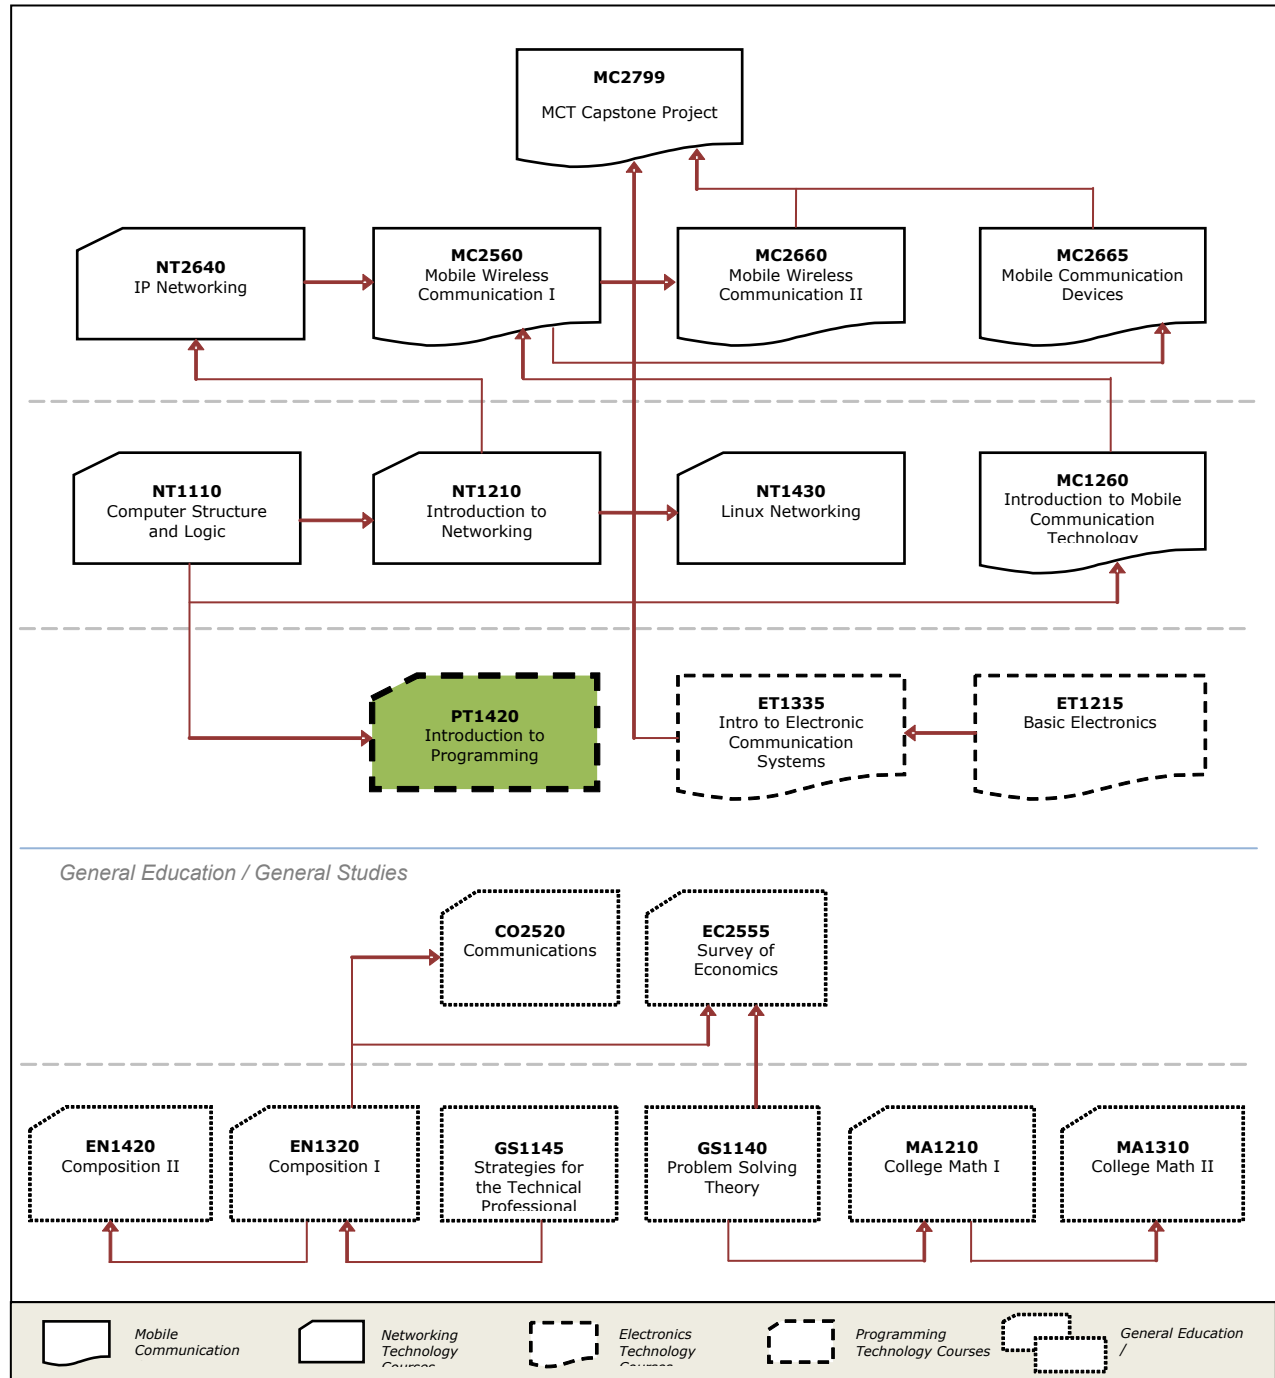 MC2799
MCT Capstone Project
NT2640
IP Networking
MC2560
Mobile Wireless
Communication I
MC2660
Mobile Wireless
Communication II
MC2665
Mobile Communication
Devices
NT1110
Computer Structure
and Logic
NT1210
Introduction to
Networking
NT1430
Linux Networking
MC1260
Introduction to Mobile
Communication
Technology
PT1420
Introduction to
Programming
ET1335
Intro to Electronic
Communication
Systems
ET1215
Basic Electronics
General Education / General Studies
CO2520
Communications
EC2555
Survey of
Economics
EN1420
Composition II
EN1320
Composition I
GS1145
Strategies for
the Technical
Professional
GS1140
Problem Solving
Theory
MA1210
College Math I
MA1310
College Math II
Mobile
Communication
Networking
Technology
Courses
Electronics
Technology
Courses
Programming
Technology Courses
General Education
/